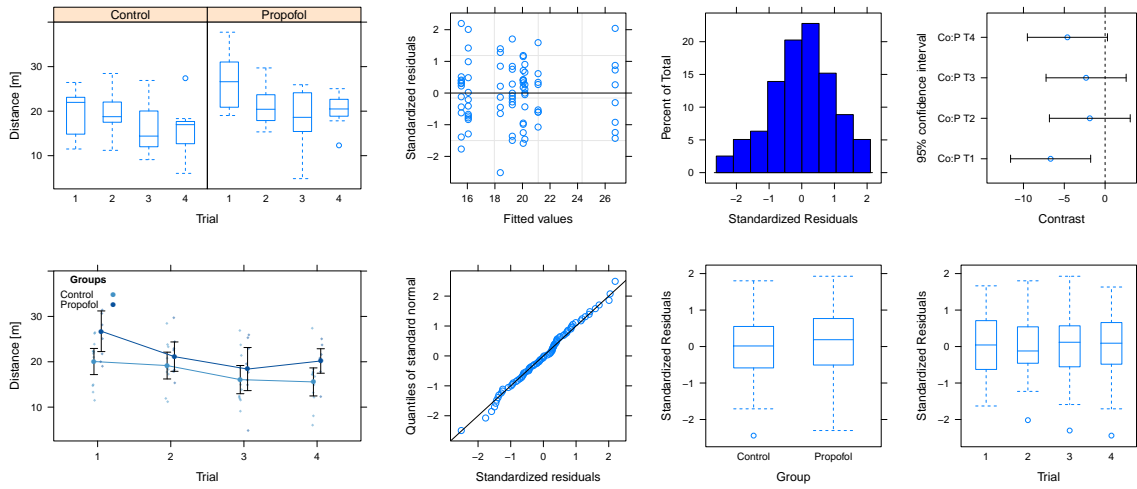 Control Propofol
Distance [m]
30
20
10
1 2 3 4 1 2 3 4
Trial
Standardized residuals
2
1
0
−1
−2
16 18 20 22 24 26
Fitted values
Percent of Total
20
15
10
5
0
−2 −1 0 1 2
Standardized Residuals
95% confidence interval
Co:P T4
Co:P T3
Co:P T2
Co:P T1
−10 −5 0
Contrast
Distance [m]
30
20
10
Groups
Control
Propofol
1 2 3 4
Trial
Quantiles of standard normal
2
1
0
−1
−2
−2 −1 0 1 2
Standardized residuals
Standardized Residuals
2
1
0
−1
−2
Control Propofol
Group
Standardized Residuals
2
1
0
−1
−2
1 2 3 4
Trial